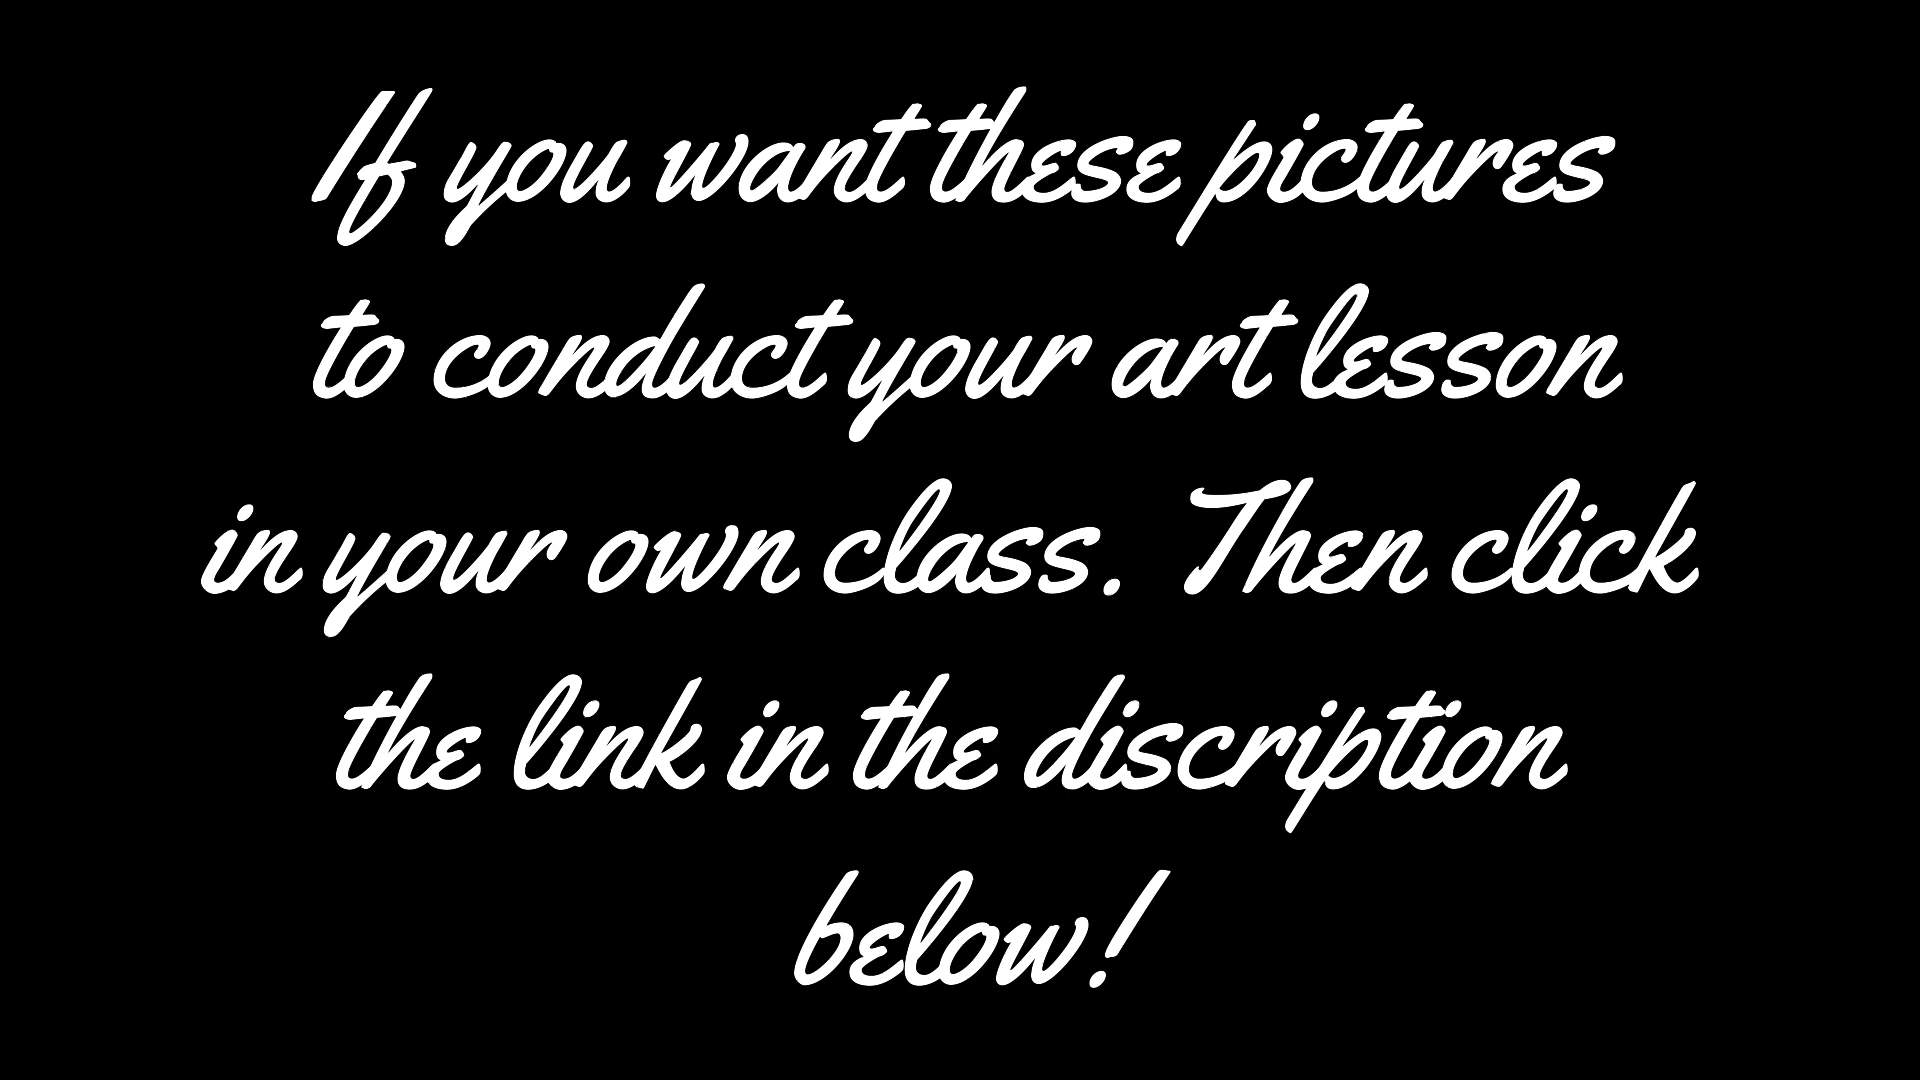 If you want these pictures
to conduct your art lesson
in your own class. Then click
the link in the discription
below!